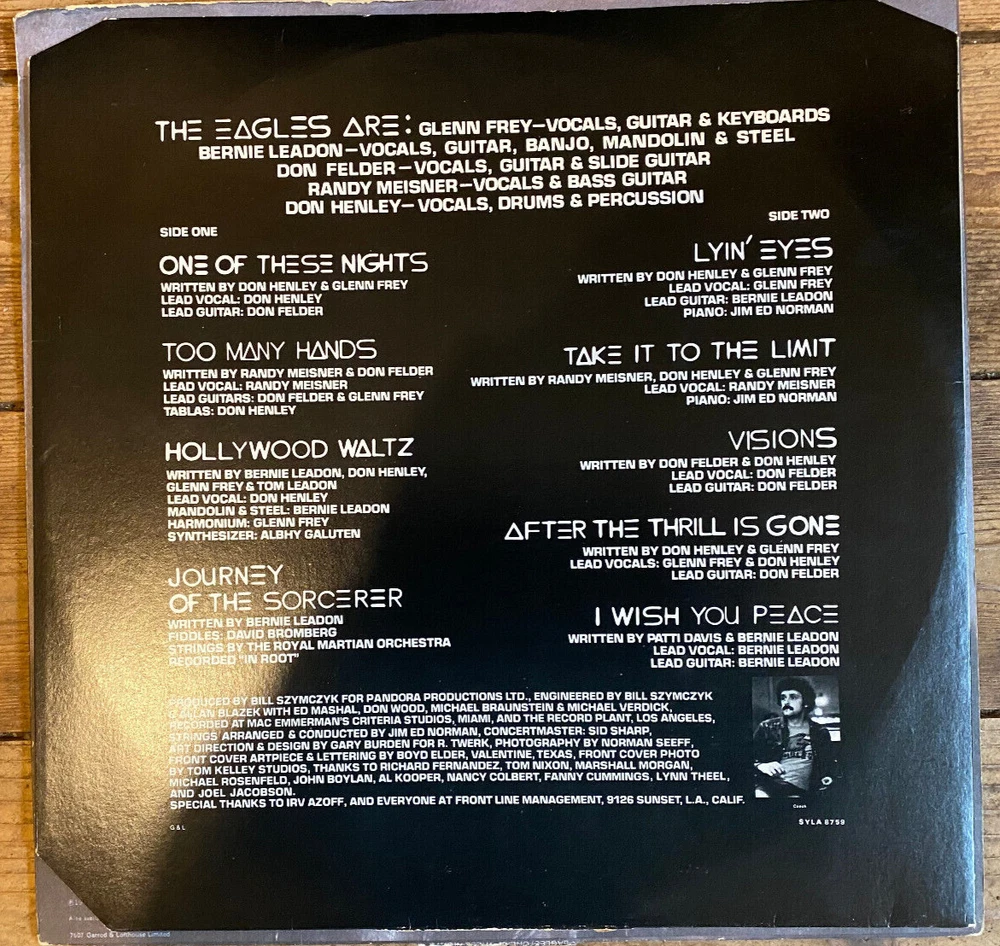 THE EAGLES ARE: GLENN FREY—VOCALS, GUITAR & KEYBOARDS
BERNIE LEADON—VOCALS, GUITAR, BANJO, MANDOLIN & STEEL
DON FELDER—VOCALS, GUITAR & SLIDE GUITAR
RANDY MEISNER—VOCALS & BASS GUITAR
DON HENLEY—VOCALS, DRUMS & PERCUSSION
SIDE ONE
ONE OF THESE NIGHTS
WRITTEN BY DON HENLEY & GLENN FREY
LEAD VOCAL: DON HENLEY
LEAD GUITAR: DON FELDER
TOO MANY HANDS
WRITTEN BY RANDY MEISNER & DON FELDER
LEAD VOCAL: RANDY MEISNER
LEAD GUITARS: DON FELDER & GLENN FREY
TABLAS: DON HENLEY
HOLLYWOOD WALTZ
WRITTEN BY BERNIE LEADON, DON HENLEY,
GLENN FREY & TOM LEADON
LEAD VOCAL: DON HENLEY
MANDOLIN & STEEL: BERNIE LEADON
HARMONIUM: GLENN FREY
SYNTHESIZER: ALBHY GALUTEN
JOURNEY
OF THE SORCERER
WRITTEN BY BERNIE LEADON
FIDDLES: DAVID BROMBERG
STRINGS BY THE ROYAL MARTIAN ORCHESTRA
RECORDED "IN ROOT"
SIDE TWO
LYIN' EYES
WRITTEN BY DON HENLEY & GLENN FREY
LEAD VOCAL: GLENN FREY
LEAD GUITAR: BERNIE LEADON
PIANO: JIM ED NORMAN
TAKE IT TO THE LIMIT
WRITTEN BY RANDY MEISNER, DON HENLEY & GLENN FREY
LEAD VOCAL: RANDY MEISNER
PIANO: JIM ED NORMAN
VISIONS
WRITTEN BY DON FELDER & DON HENLEY
LEAD VOCAL: DON FELDER
LEAD GUITAR: DON FELDER
AFTER THE THRILL IS GONE
WRITTEN BY DON HENLEY & GLENN FREY
LEAD VOCALS: GLENN FREY & DON HENLEY
LEAD GUITAR: DON FELDER
I WISH YOU PEACE
WRITTEN BY PATTI DAVIS & BERNIE LEADON
LEAD VOCAL: BERNIE LEADON
LEAD GUITAR: BERNIE LEADON
PRODUCED BY BILL SZYMCZYK FOR PANDORA PRODUCTIONS LTD., ENGINEERED BY BILL SZYMCZYK
& ALLAN BLAZEK WITH ED MASHAL, DON WOOD, MICHAEL BRAUNSTEIN & MICHAEL VERDICK,
RECORDED AT MAC EMMERMAN'S CRITERIA STUDIOS, MIAMI, AND THE RECORD PLANT, LOS ANGELES,
STRINGS ARRANGED & CONDUCTED BY JIM ED NORMAN, CONCERTMASTER: SID SHARP,
ART DIRECTION & DESIGN BY GARY BURDEN FOR R. TWERK, PHOTOGRAPHY BY NORMAN SEEFF,
FRONT COVER ARTPIECE & LETTERING BY BOYD ELDER, VALENTINE, TEXAS, FRONT COVER PHOTO
BY TOM KELLEY STUDIOS, THANKS TO RICHARD FERNANDEZ, TOM NIXON, MARSHALL MORGAN,
MICHAEL ROSENFELD, JOHN BOYLAN, AL KOOPER, NANCY COLBERT, FANNY CUMMINGS, LYNN THEEL,
AND JOEL JACOBSON.
SPECIAL THANKS TO IRV AZOFF, AND EVERYONE AT FRONT LINE MANAGEMENT, 9126 SUNSET, L.A., CALIF.
Coach
G&L
SYLA 8759
7507 Garrod & Lofthouse Limited